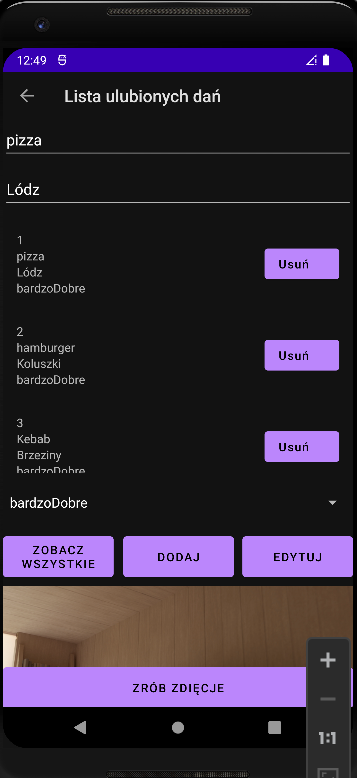 12:49
Lista ulubionych dań
pizza
Lódz
1
pizza
Lódz
bardzoDobre
Usuń
2
hamburger
Koluszki
bardzoDobre
Usuń
3
Kebab
Brzeziny
bardzoDobre
Usuń
bardzoDobre
ZOBACZ
WSZYSTKIE
DODAJ
EDYTUJ
ZRÓB ZDIĘCJE
1:1